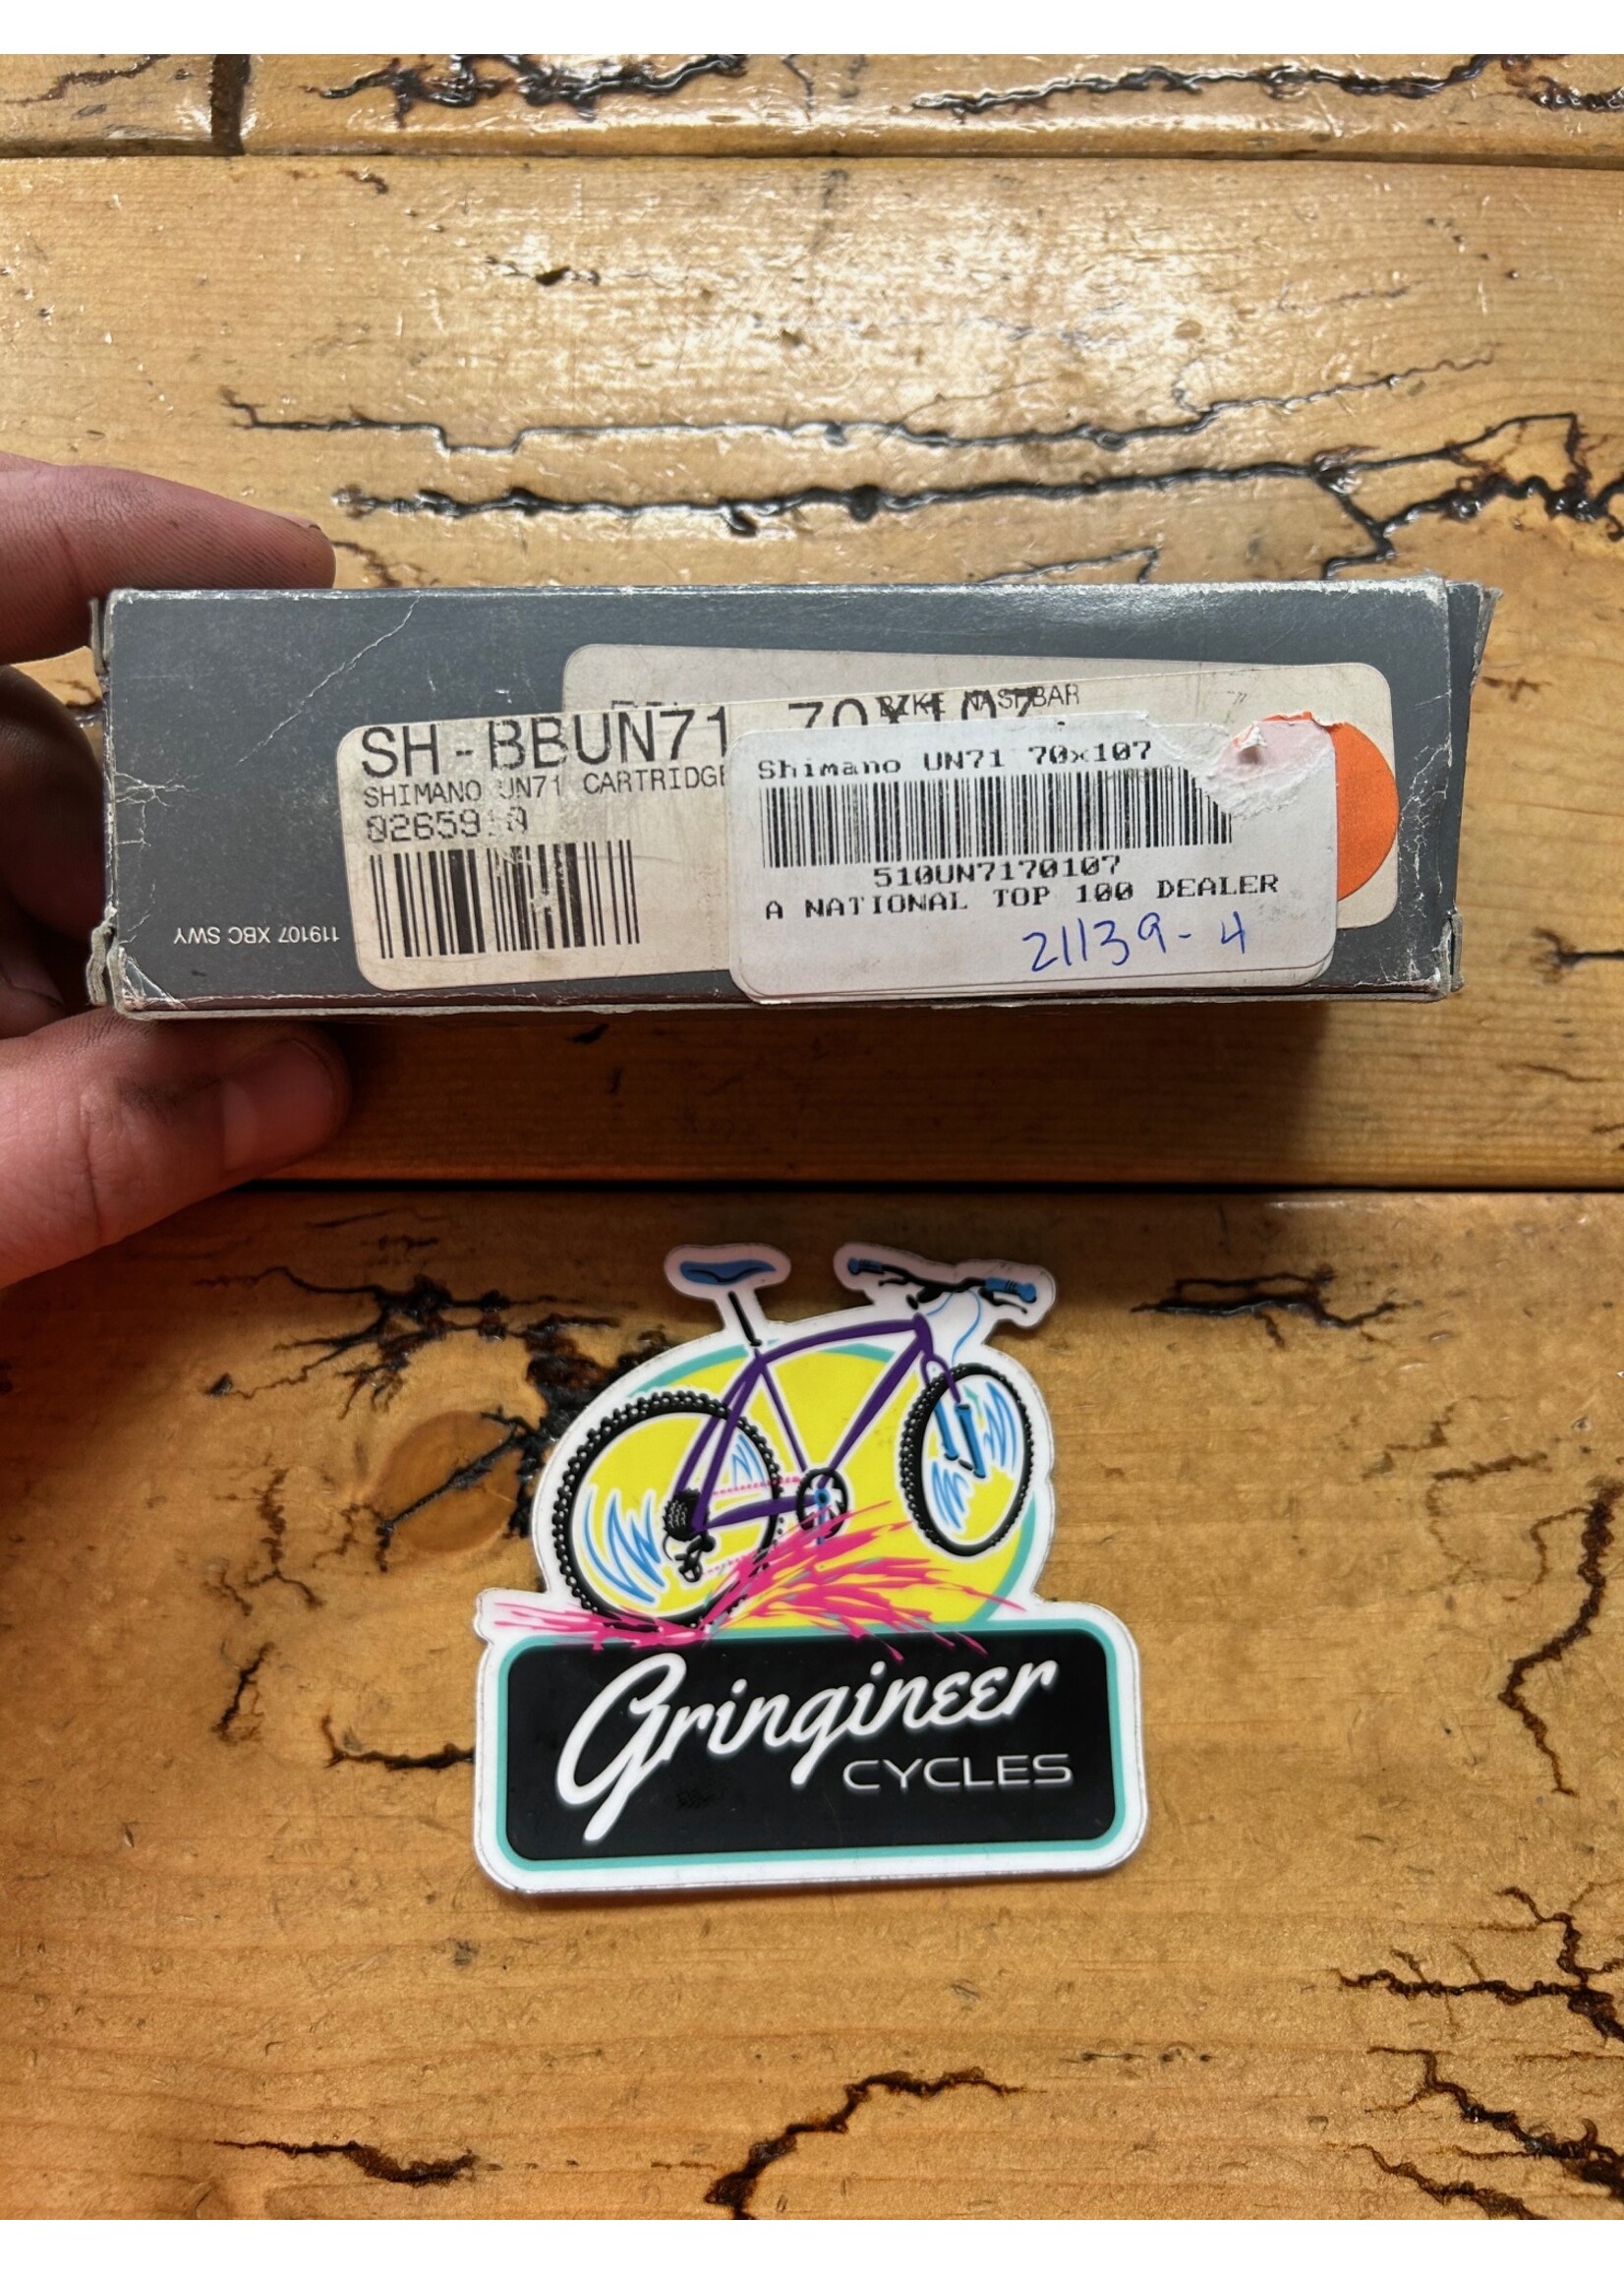 BIKE NASHBAR
SH-BBUN71 70X107
SHIMANO UN71 CARTRIDGE
Shimano UN71 70x107
510UN7170107
A NATIONAL TOP 100 DEALER
21139-4
119107 XBC SWY
Gringineer
CYCLES